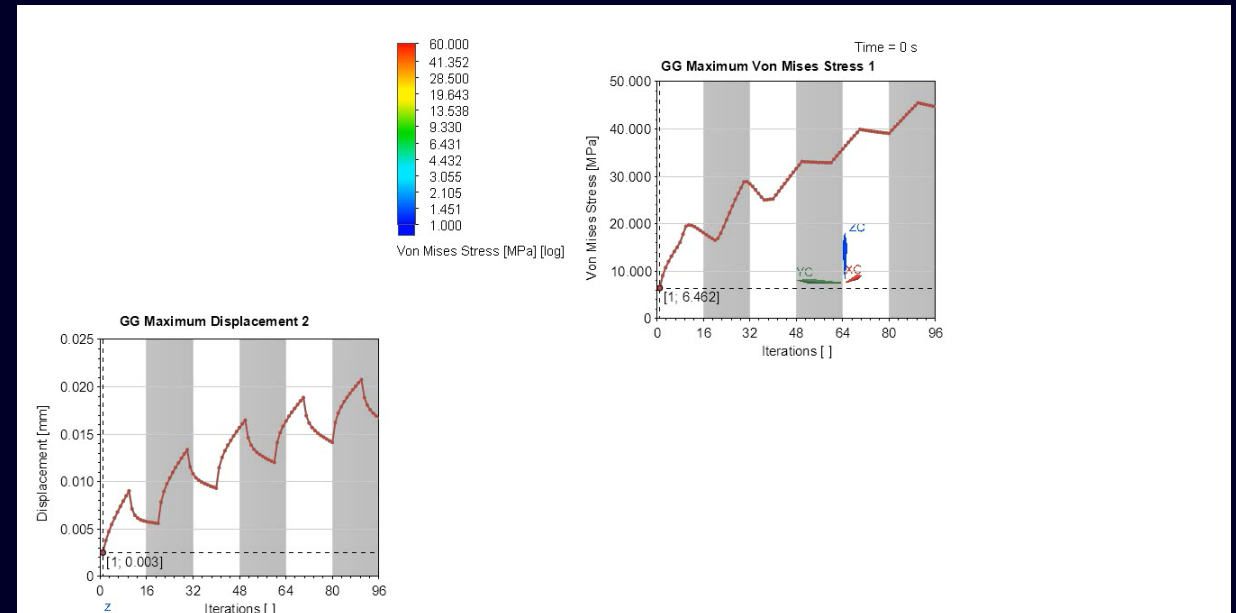 60.000
41.352
28.500
19.643
13.538
9.330
6.431
4.432
3.055
2.105
1.451
1.000
Von Mises Stress [MPa] [log]
Time = 0 s
GG Maximum Von Mises Stress 1
50.000
40.000
30.000
20.000
10.000
0
Von Mises Stress [MPa]
ZC
YC
XC
[1; 6.462]
0 16 32 48 64 80 96
Iterations [ ]
GG Maximum Displacement 2
0.025
0.020
0.015
0.010
0.005
0
Displacement [mm]
[1; 0.003]
0 16 32 48 64 80 96
Z
Iterations [ ]